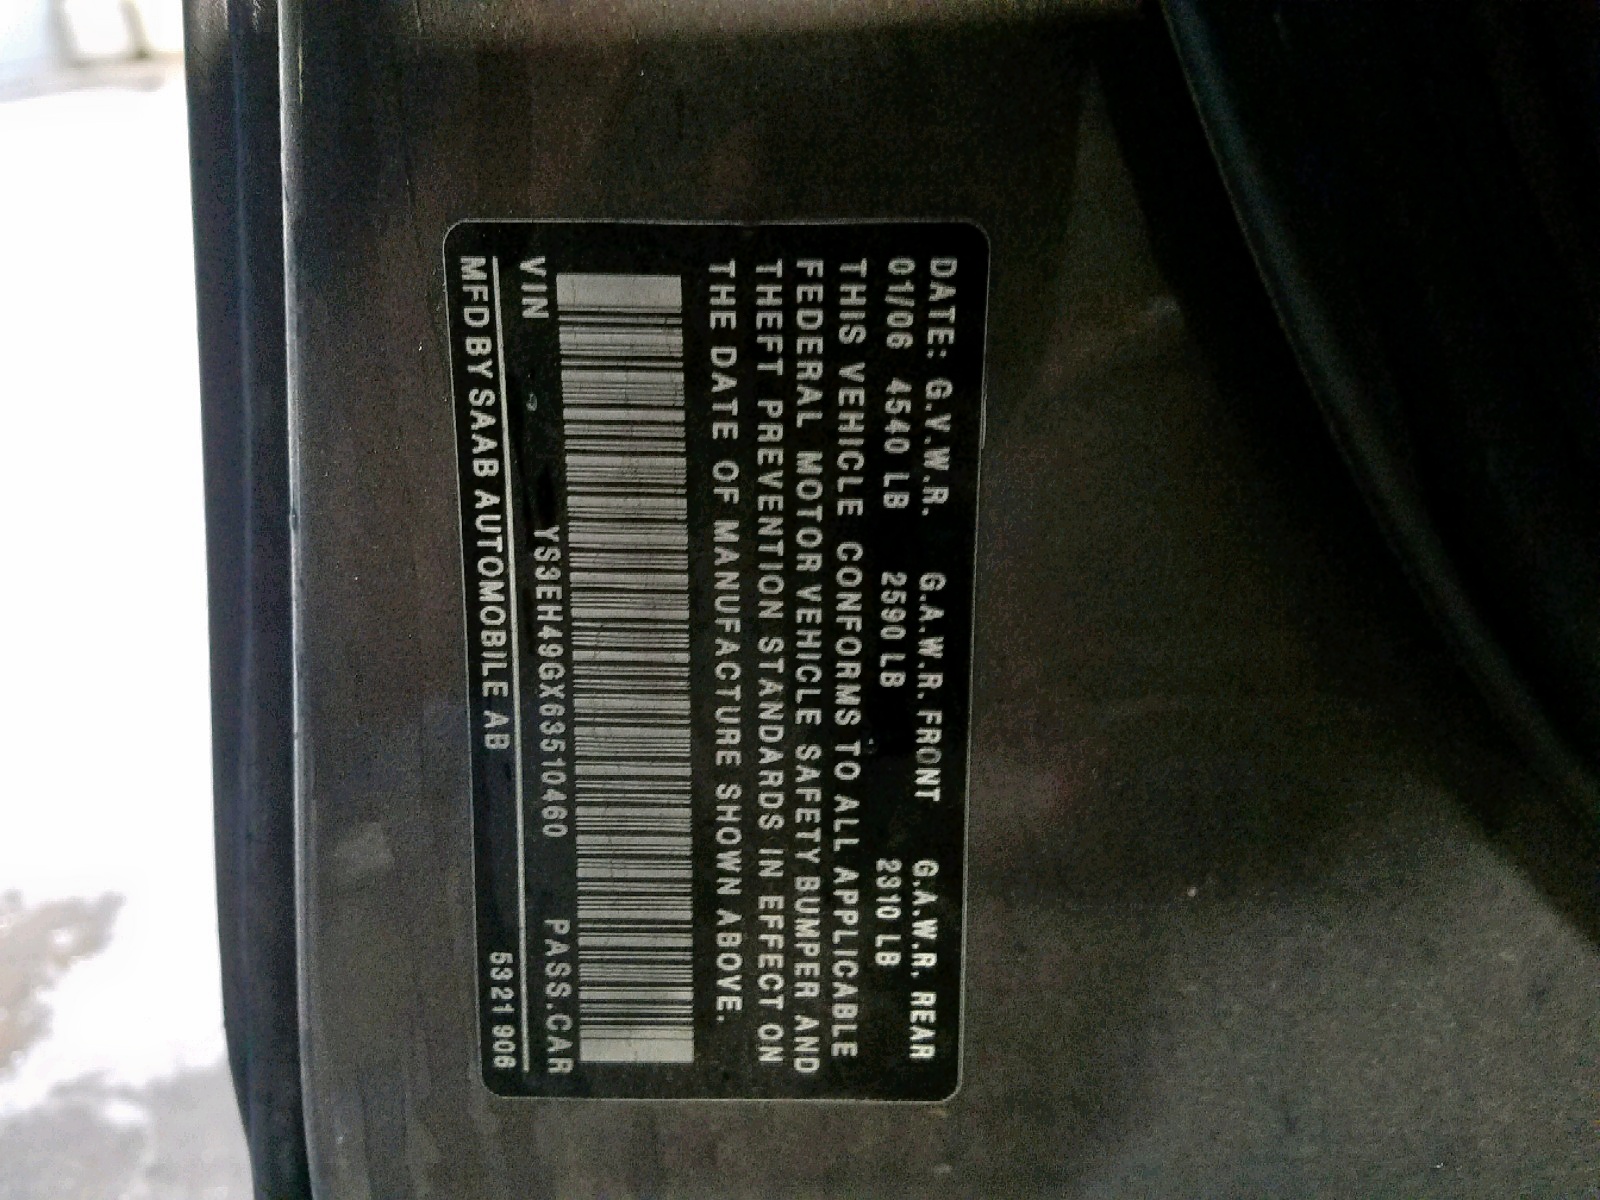 DATE: G.V.W.R. G.A.W.R. FRONT G.A.W.R. REAR
01/06 4540 LB 2590 LB 2310 LB
THIS VEHICLE CONFORMS TO ALL APPLICABLE
FEDERAL MOTOR VEHICLE SAFETY BUMPER AND
THEFT PREVENTION STANDARDS IN EFFECT ON
THE DATE OF MANUFACTURE SHOWN ABOVE.
VIN YS3EH49GX63510460 PASS.CAR
MFD BY SAAB AUTOMOBILE AB 5321 906